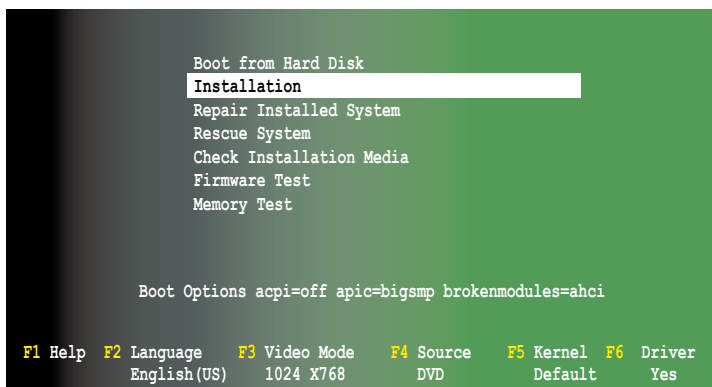 Boot from Hard Disk
Installation
Repair Installed System
Rescue System
Check Installation Media
Firmware Test
Memory Test
Boot Options acpi=off apic=bigsmp brokenmodules=ahci
F1 Help F2 Language F3 Video Mode F4 Source F5 Kernel F6 Driver
English(US) 1024 X768 DVD Default Yes